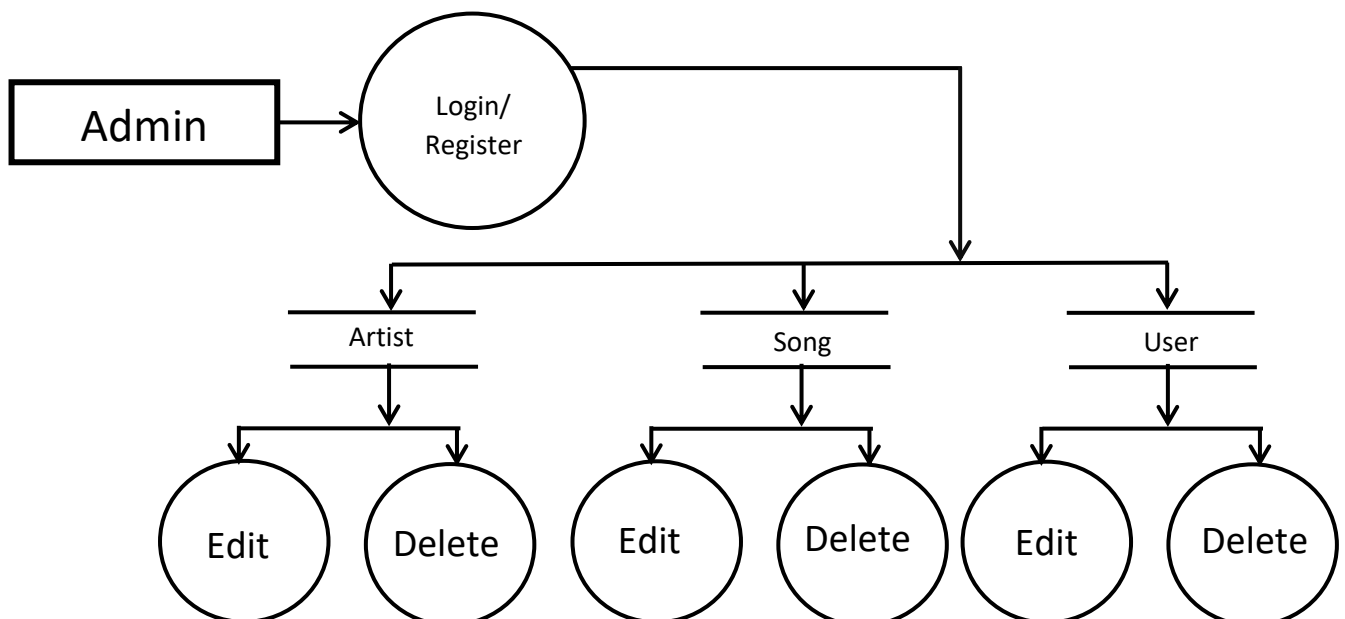 Admin
Login/
Register
Artist
Song
User
Edit
Delete
Edit
Delete
Edit
Delete